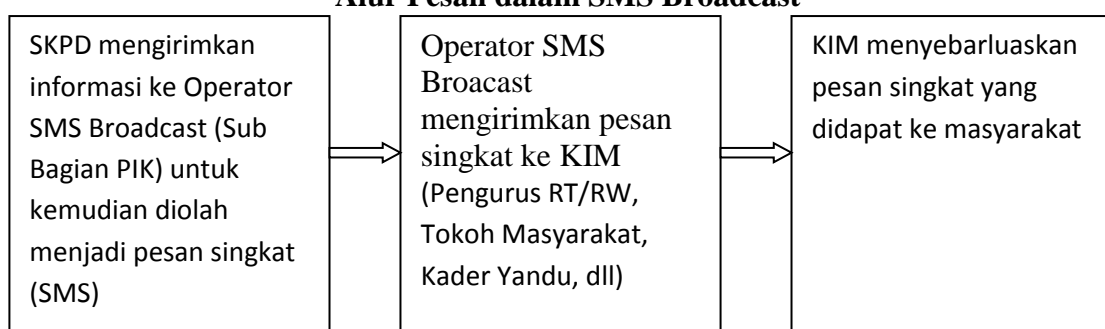 Alur Pesan dalam SMS Broadcast
SKPD mengirimkan
informasi ke Operator
SMS Broadcast (Sub
Bagian PIK) untuk
kemudian diolah
menjadi pesan singkat
(SMS)
Operator SMS
Broacast
mengirimkan pesan
singkat ke KIM
(Pengurus RT/RW,
Tokoh Masyarakat,
Kader Yandu, dll)
KIM menyebarluaskan
pesan singkat yang
didapat ke masyarakat